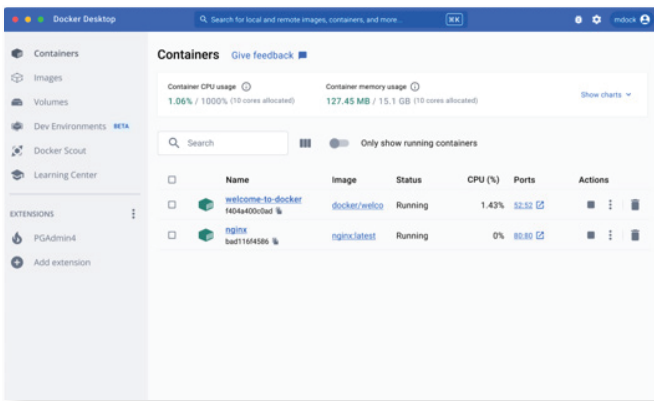 Docker Desktop
Search for local and remote images, containers, and more...
⌘K
mdock
Containers
Images
Volumes
Dev Environments BETA
Docker Scout
Learning Center
EXTENSIONS
PGAdmin4
Add extension
Containers Give feedback
Container CPU usage
1.06% / 1000% (10 cores allocated)
Container memory usage
127.45 MB / 15.1 GB (10 cores allocated)
Show charts
Search
Only show running containers
Name Image Status CPU (%) Ports Actions
welcome-to-docker docker/welco Running 1.43% 52:52
f404a400c0ad
nginx nginx:latest Running 0% 80:80
bad116f4586